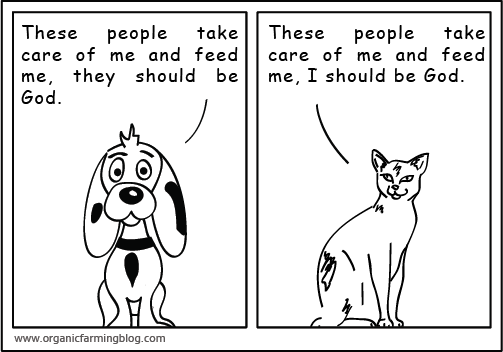 These people take
care of me and feed
me, they should be
God.
These people take
care of me and feed
me, I should be God.
www.organicfarmingblog.com